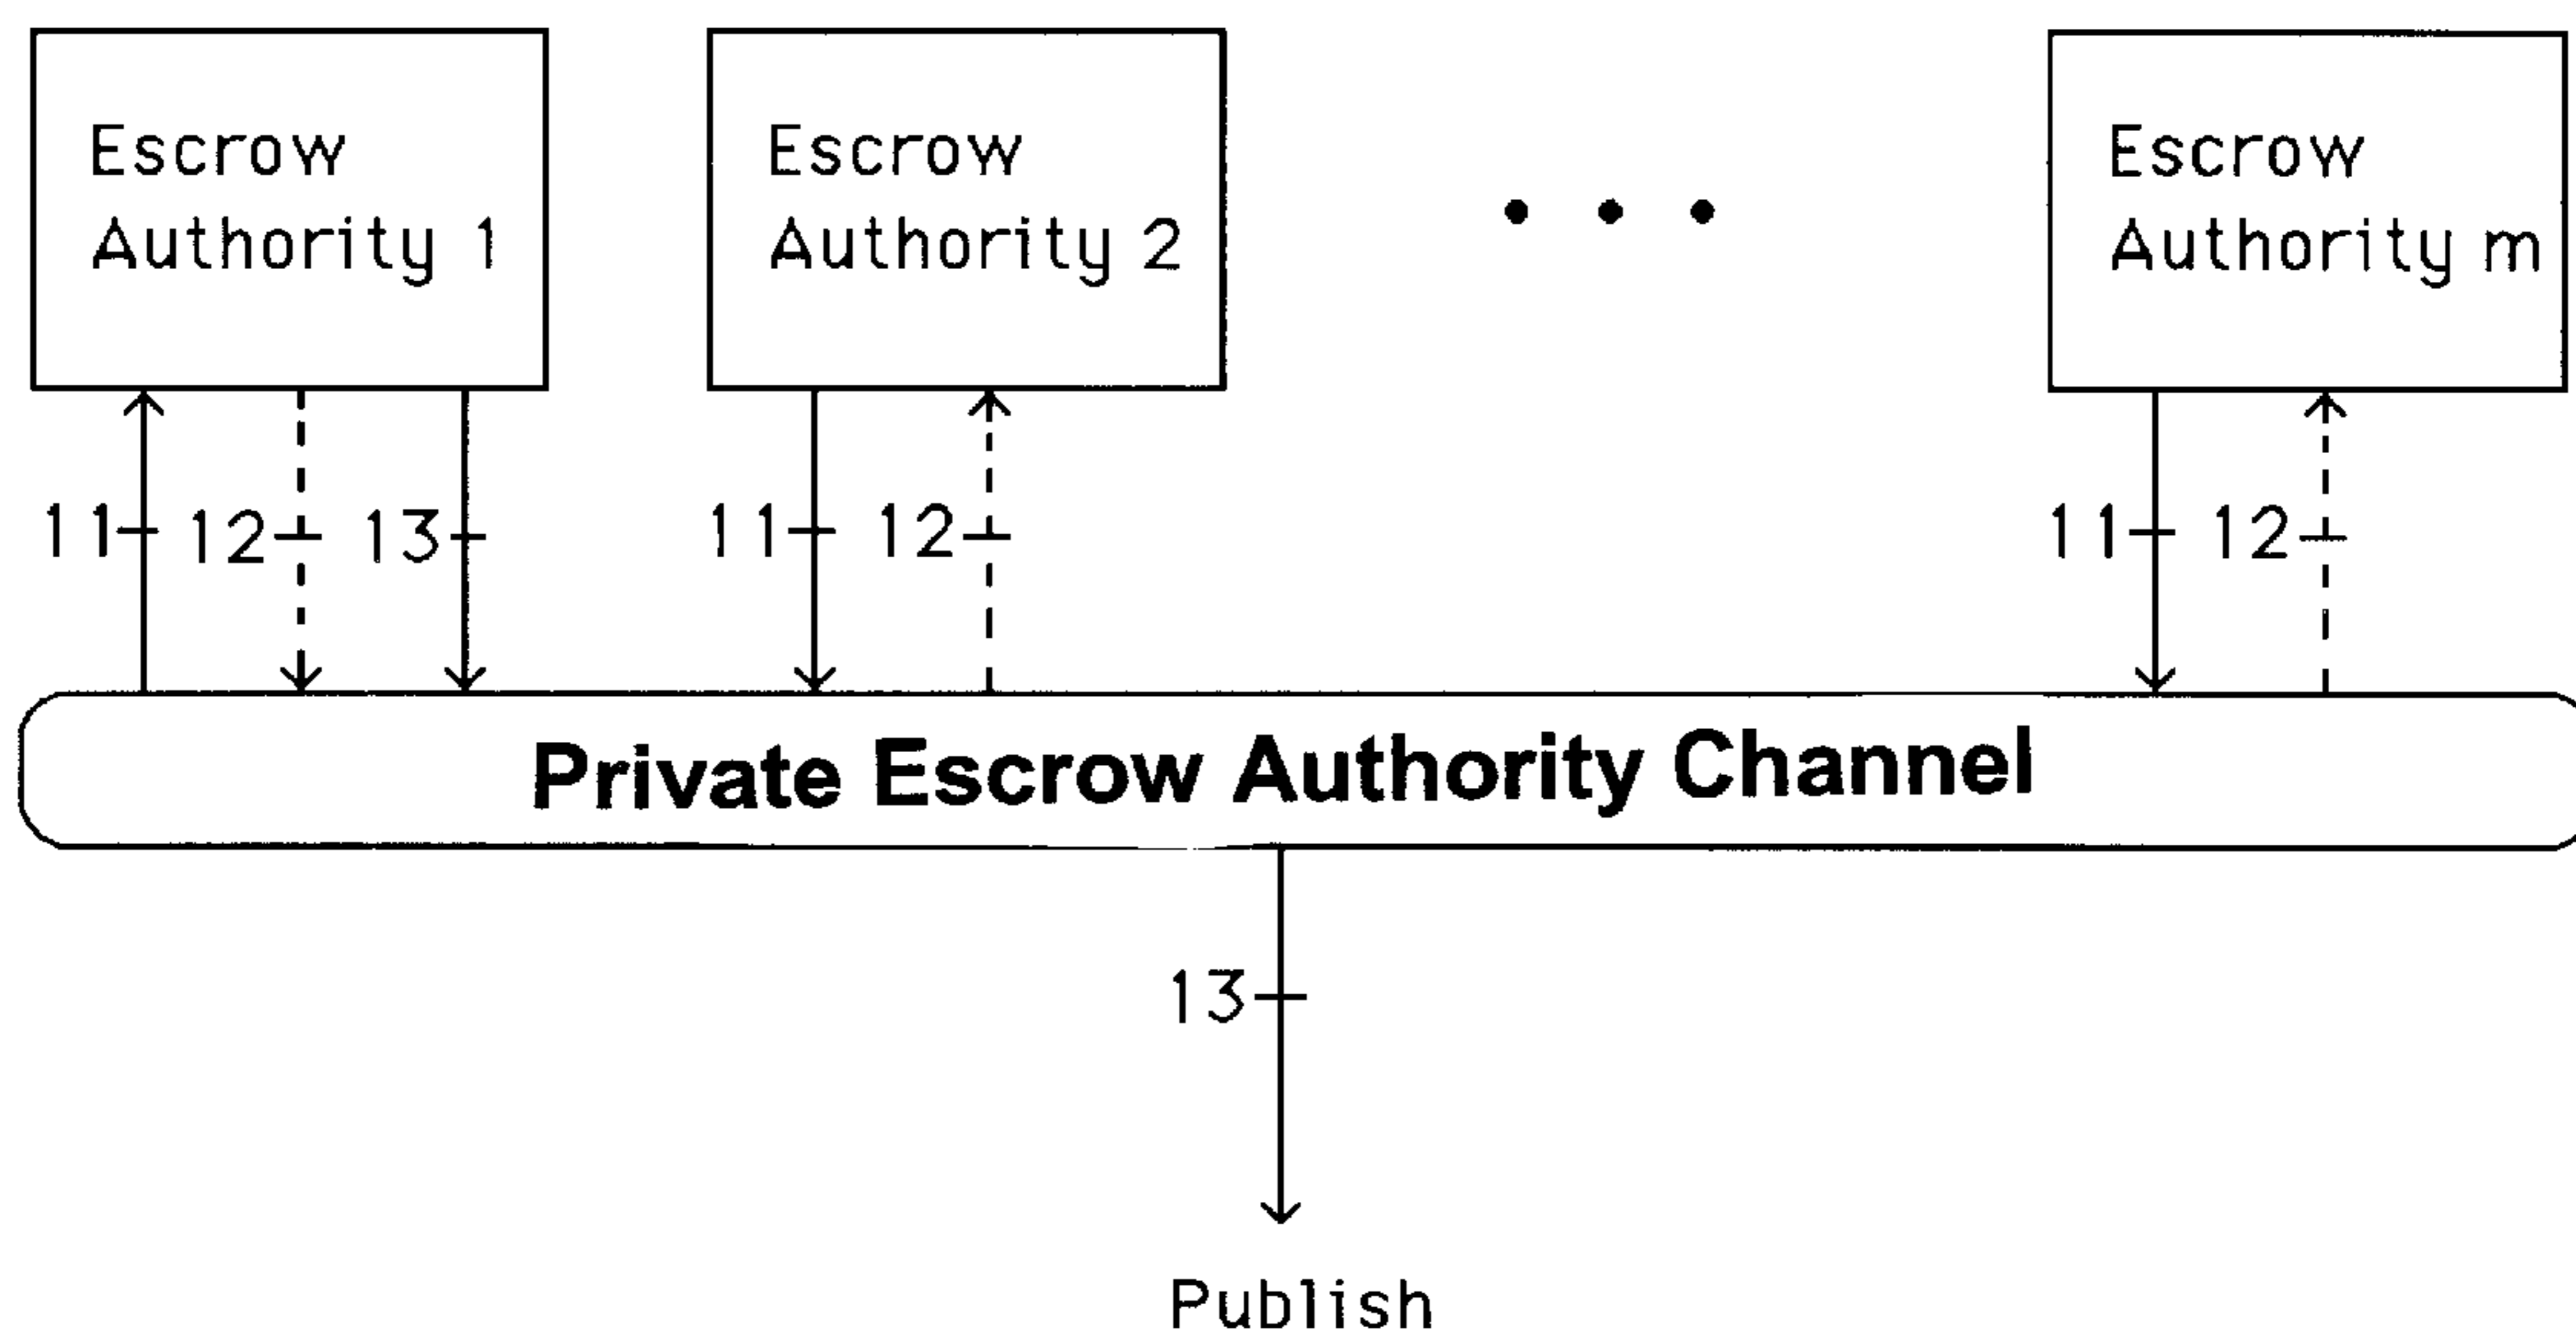 Escrow
Authority 1
Escrow
Authority 2
Escrow
Authority m
11
12
13
11
12
11
12
Private Escrow Authority Channel
13
Publish